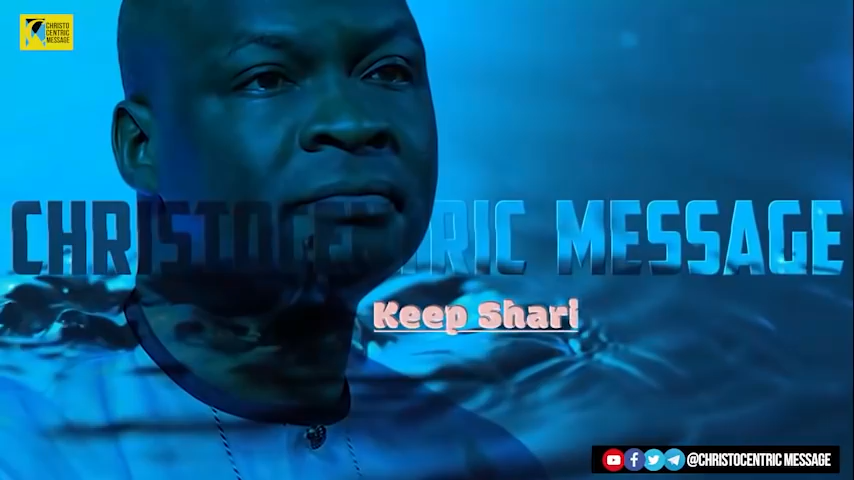 CHRISTO
CENTRIC
MESSAGE
CHRISTOCENTRIC MESSAGE
Keep Shari
@CHRISTOCENTRIC MESSAGE